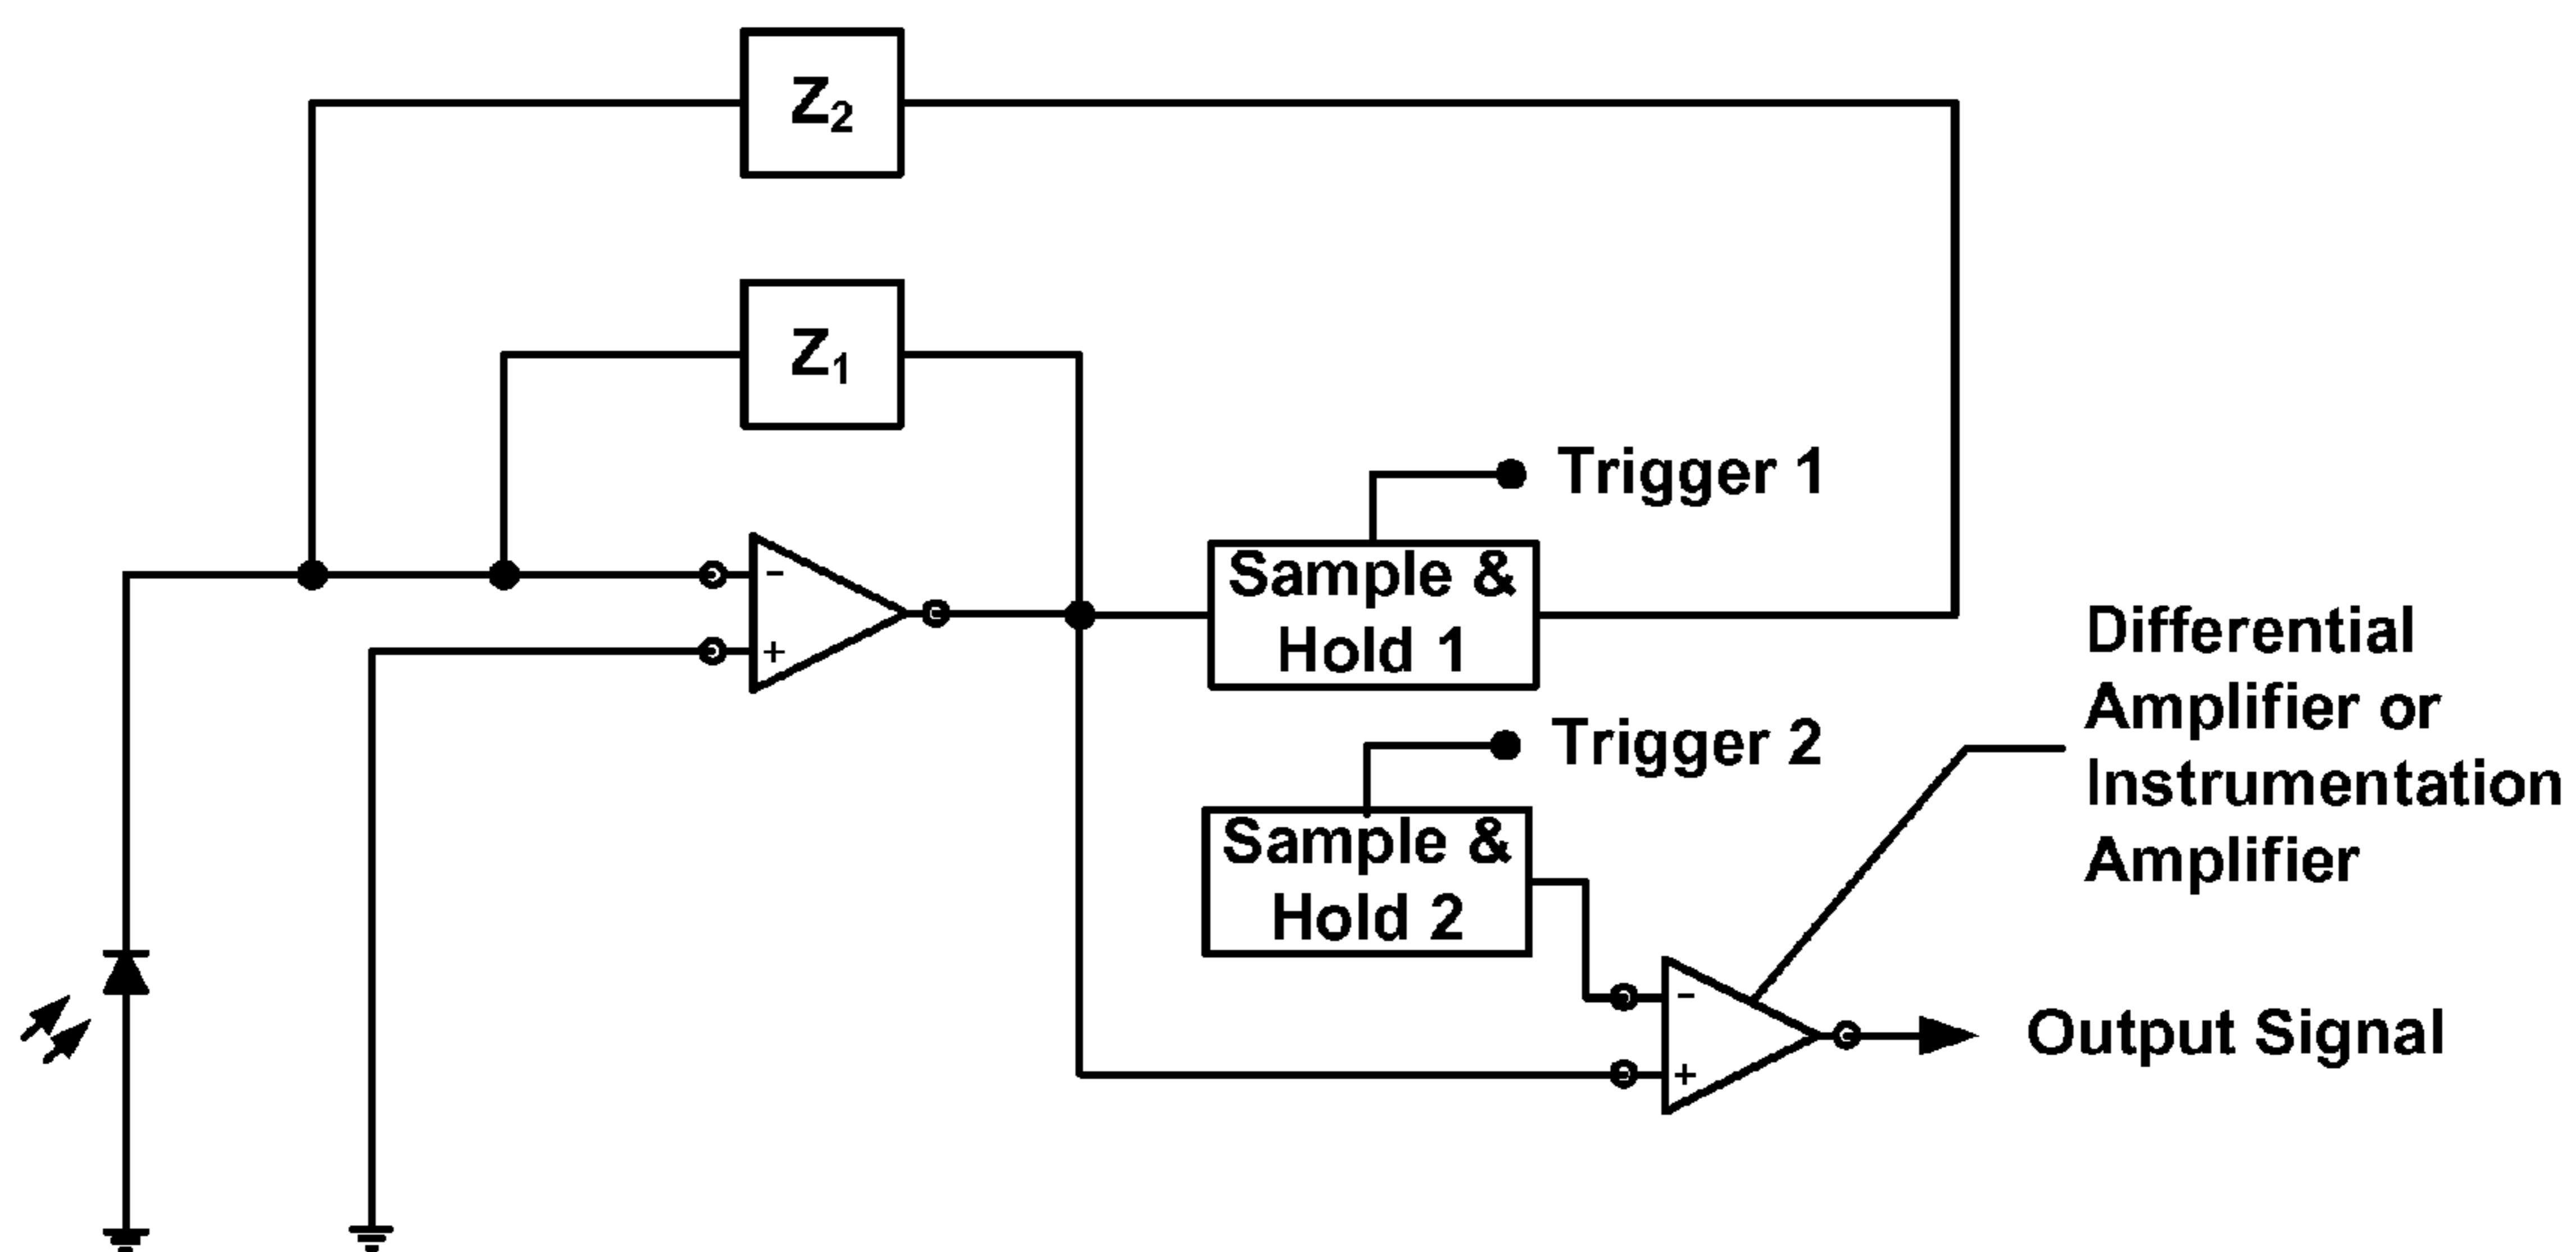 Z₂
Z₁
Trigger 1
Sample &
Hold 1
-
+
Trigger 2
Sample &
Hold 2
Differential
Amplifier or
Instrumentation
Amplifier
-
+
Output Signal